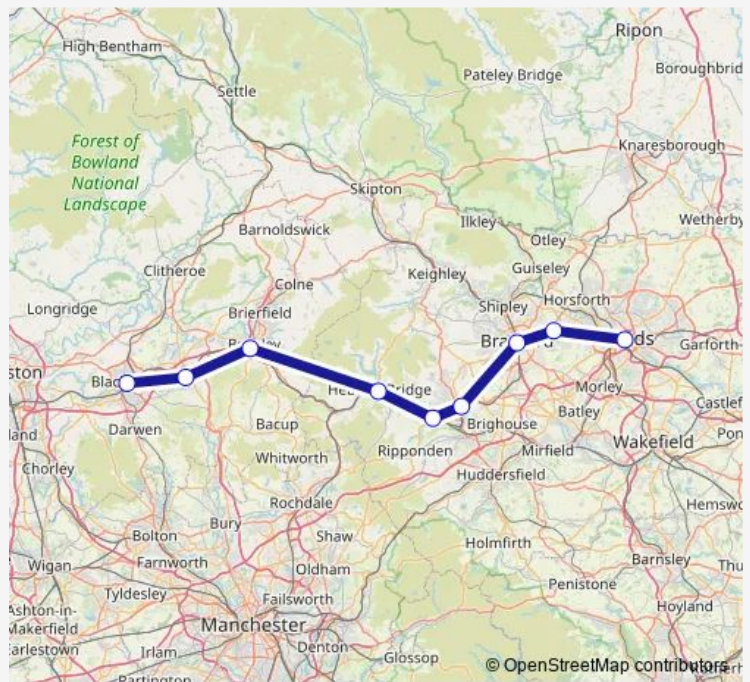 Ripon
High Bentham
Boroughbrid
Pateley Bridge
Settle
Forest of
Bowland
National
Landscape
Knaresborough
Skipton
Wetherby
Ilkley
Barnoldswick
Otley
Clitheroe
Keighley
Guiseley
Colne
Horsforth
Shipley
Longridge
Brierfield
Garforth
Morley
Castlef
Batley
Darwen
Bacup
Brighouse
Wakefield
Ripponden
Mirfield
Whitworth
Chorley
Huddersfield
Rochdale
Hemswo
Bury
Shaw
Bolton
Holmfirth
Barnsley
Wigan
Farnworth
Oldham
Penistone
Tyldesley
Failsworth
Hoyland
Ashton-in-
Makerfield
Manchester
Denton
Irlam
Glossop
Partington
© OpenStreetMap contributors